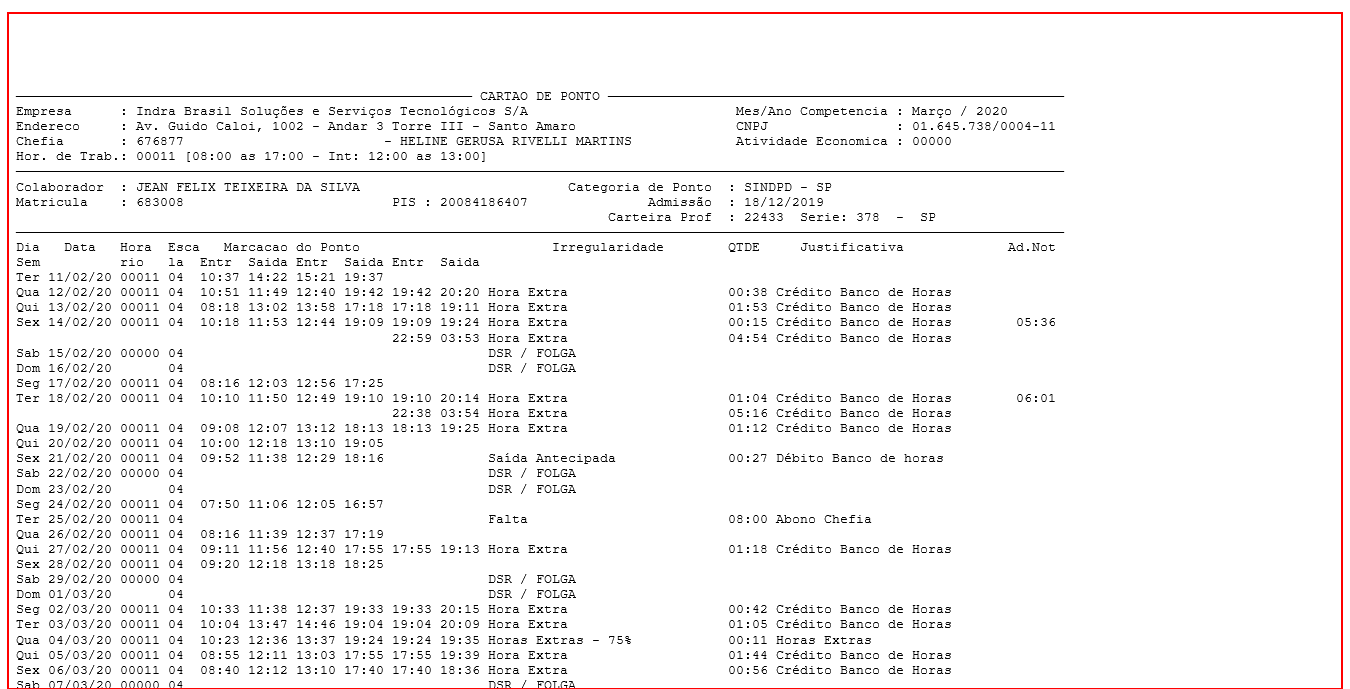 CARTAO DE PONTO
Empresa : Indra Brasil Soluções e Serviços Tecnológicos S/A Mes/Ano Competencia : Março / 2020
Endereco : Av. Guido Caloi, 1002 - Andar 3 Torre III - Santo Amaro CNPJ : 01.645.738/0004-11
Chefia : 676877 - HELINE GERUSA RIVELLI MARTINS Atividade Economica : 00000
Hor. de Trab.: 00011 [08:00 as 17:00 - Int: 12:00 as 13:00]
Colaborador : JEAN FELIX TEIXEIRA DA SILVA Categoria de Ponto : SINDPD - SP
Matricula : 683008 PIS : 20084186407 Admissão : 18/12/2019
Carteira Prof : 22433 Serie: 378 - SP
Dia Data Hora Esca Marcacao do Ponto Irregularidade QTDE Justificativa Ad.Not
Sem rio la Entr Saida Entr Saida Entr Saida
Ter 11/02/20 00011 04 10:37 14:22 15:21 19:37
Qua 12/02/20 00011 04 10:51 11:49 12:40 19:42 19:42 20:20 Hora Extra 00:38 Crédito Banco de Horas
Qui 13/02/20 00011 04 08:18 13:02 13:58 17:18 17:18 19:11 Hora Extra 01:53 Crédito Banco de Horas
Sex 14/02/20 00011 04 10:18 11:53 12:44 19:09 19:09 19:24 Hora Extra 00:15 Crédito Banco de Horas 05:36
22:59 03:53 Hora Extra 04:54 Crédito Banco de Horas
Sab 15/02/20 00000 04 DSR / FOLGA
Dom 16/02/20 04 DSR / FOLGA
Seg 17/02/20 00011 04 08:16 12:03 12:56 17:25
Ter 18/02/20 00011 04 10:10 11:50 12:49 19:10 19:10 20:14 Hora Extra 01:04 Crédito Banco de Horas 06:01
22:38 03:54 Hora Extra 05:16 Crédito Banco de Horas
Qua 19/02/20 00011 04 09:08 12:07 13:12 18:13 18:13 19:25 Hora Extra 01:12 Crédito Banco de Horas
Qui 20/02/20 00011 04 10:00 12:18 13:10 19:05
Sex 21/02/20 00011 04 09:52 11:38 12:29 18:16 Saída Antecipada 00:27 Débito Banco de horas
Sab 22/02/20 00000 04 DSR / FOLGA
Dom 23/02/20 04 DSR / FOLGA
Seg 24/02/20 00011 04 07:50 11:06 12:05 16:57
Ter 25/02/20 00011 04 Falta 08:00 Abono Chefia
Qua 26/02/20 00011 04 08:16 11:39 12:37 17:19
Qui 27/02/20 00011 04 09:11 11:56 12:40 17:55 17:55 19:13 Hora Extra 01:18 Crédito Banco de Horas
Sex 28/02/20 00011 04 09:20 12:18 13:18 18:25
Sab 29/02/20 00000 04 DSR / FOLGA
Dom 01/03/20 04 DSR / FOLGA
Seg 02/03/20 00011 04 10:33 11:38 12:37 19:33 19:33 20:15 Hora Extra 00:42 Crédito Banco de Horas
Ter 03/03/20 00011 04 10:04 13:47 14:46 19:04 19:04 20:09 Hora Extra 01:05 Crédito Banco de Horas
Qua 04/03/20 00011 04 10:23 12:36 13:37 19:24 19:24 19:35 Horas Extras - 75% 00:11 Horas Extras
Qui 05/03/20 00011 04 08:55 12:11 13:03 17:55 17:55 19:39 Hora Extra 01:44 Crédito Banco de Horas
Sex 06/03/20 00011 04 08:40 12:12 13:10 17:40 17:40 18:36 Hora Extra 00:56 Crédito Banco de Horas
Sab 07/03/20 00000 04 DSR / FOLGA